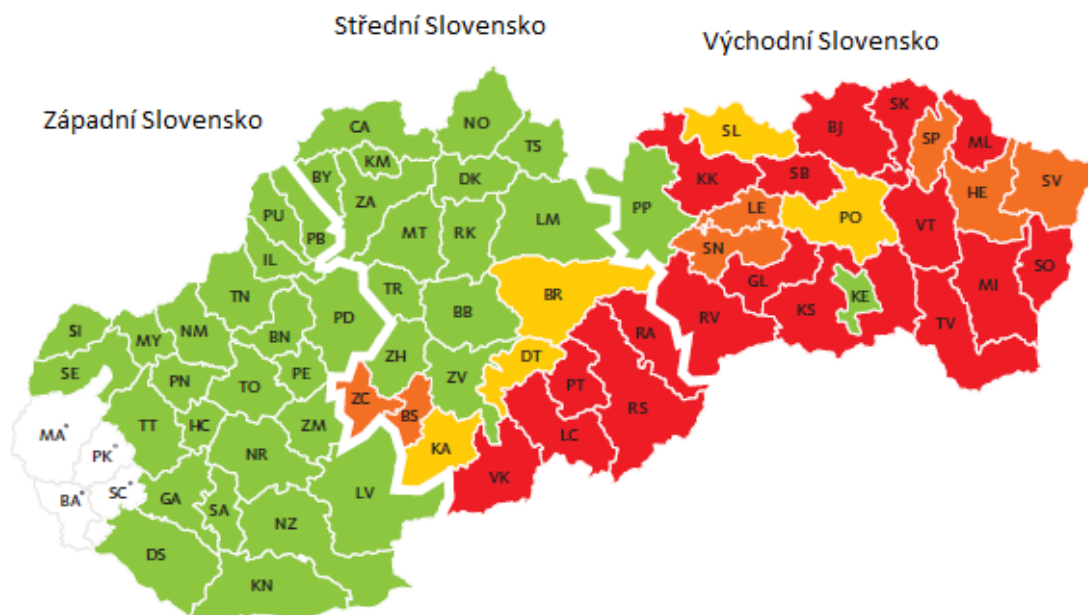 Střední Slovensko
Východní Slovensko
Západní Slovensko
CA
NO
TS
BY
KM
ZA
DK
PU
PB
MT
RK
LM
IL
TN
TR
BB
BR
PD
SI
MY
NM
BN
ZH
ZV
DT
SE
PN
TO
PE
ZC
BS
KA
MA*
PK*
BA*
SC*
TT
HC
ZM
NR
GA
SA
NZ
LV
DS
KN
VK
LC
PT
RS
RA
SL
BJ
SK
SP
ML
KK
SB
HE
SV
PP
LE
PO
VT
SN
GL
KE
MI
SO
RV
KS
TV